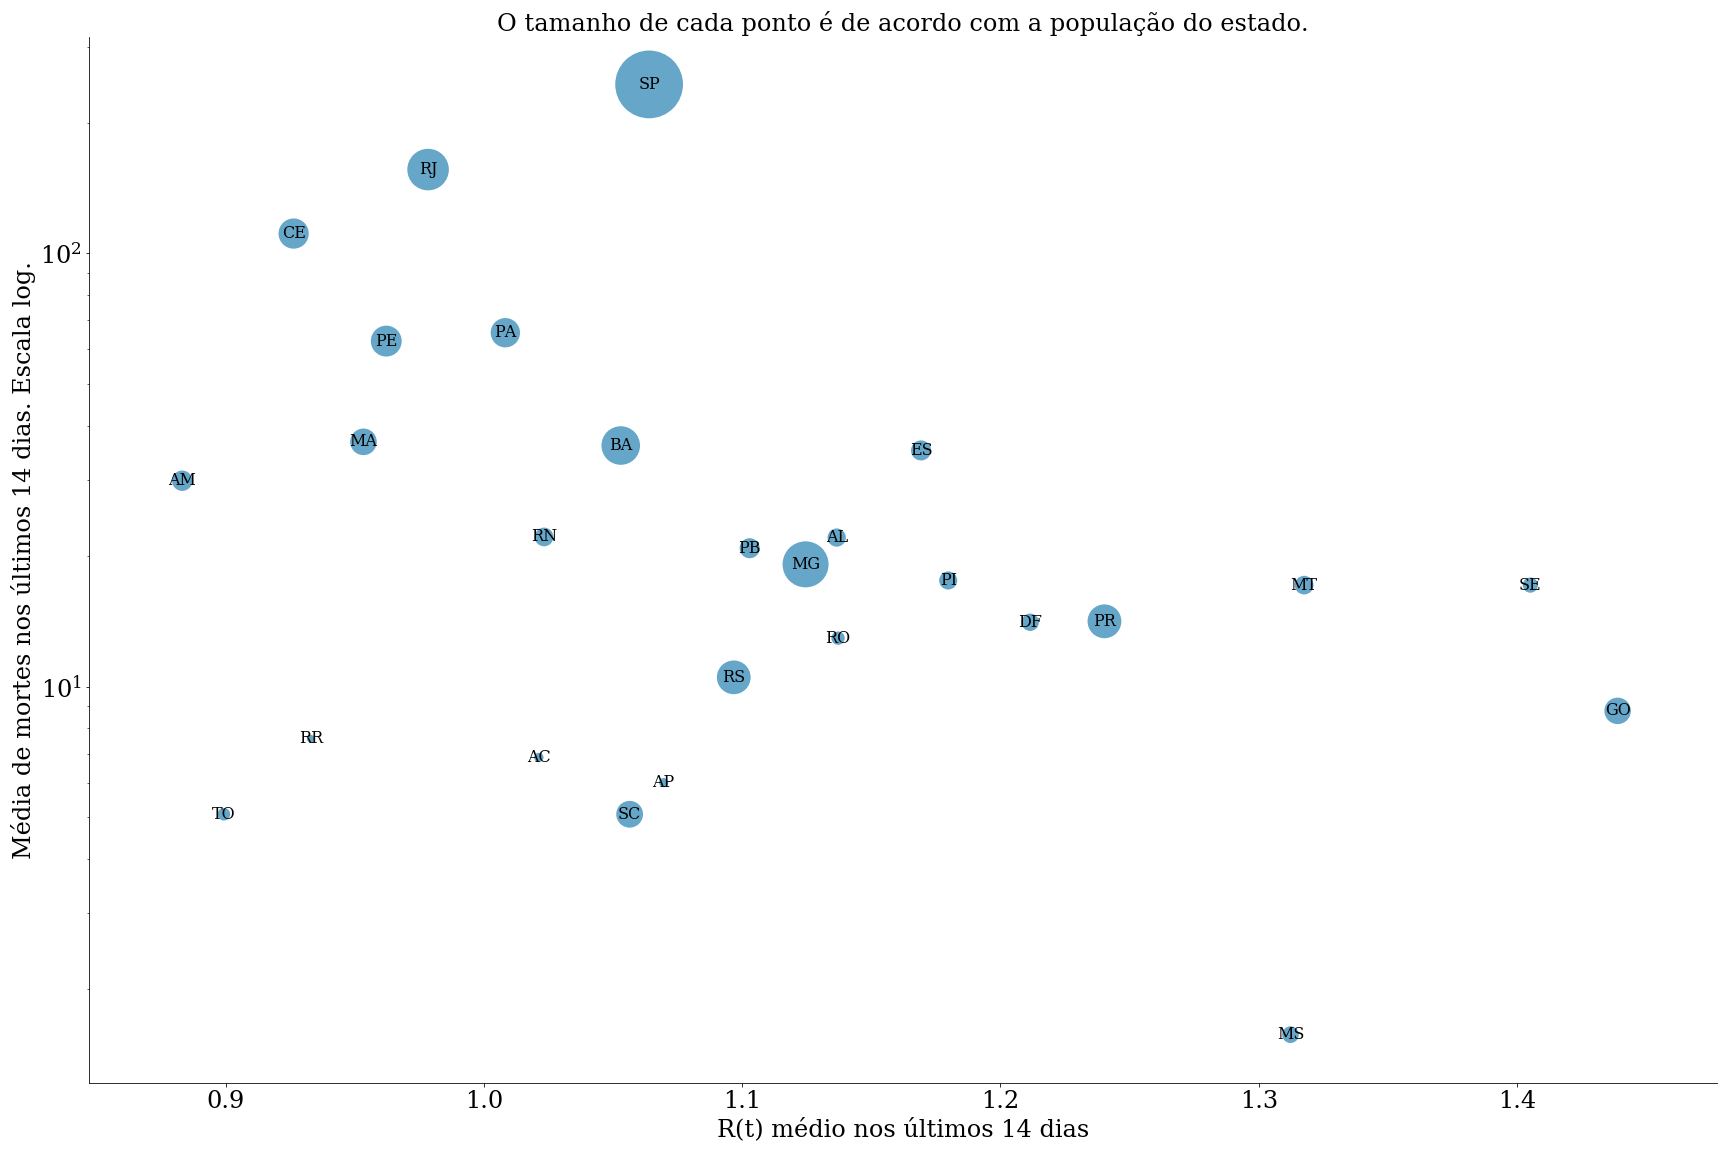 O tamanho de cada ponto é de acordo com a população do estado.
SP
RJ
CE
10²
PE
PA
MA
BA
ES
AM
RN
PB
AL
MG
PI
MT
SE
DF
PR
RO
RS
10¹
GO
RR
AC
AP
TO
SC
MS
Média de mortes nos últimos 14 dias. Escala log.
0.9 1.0 1.1 1.2 1.3 1.4
R(t) médio nos últimos 14 dias